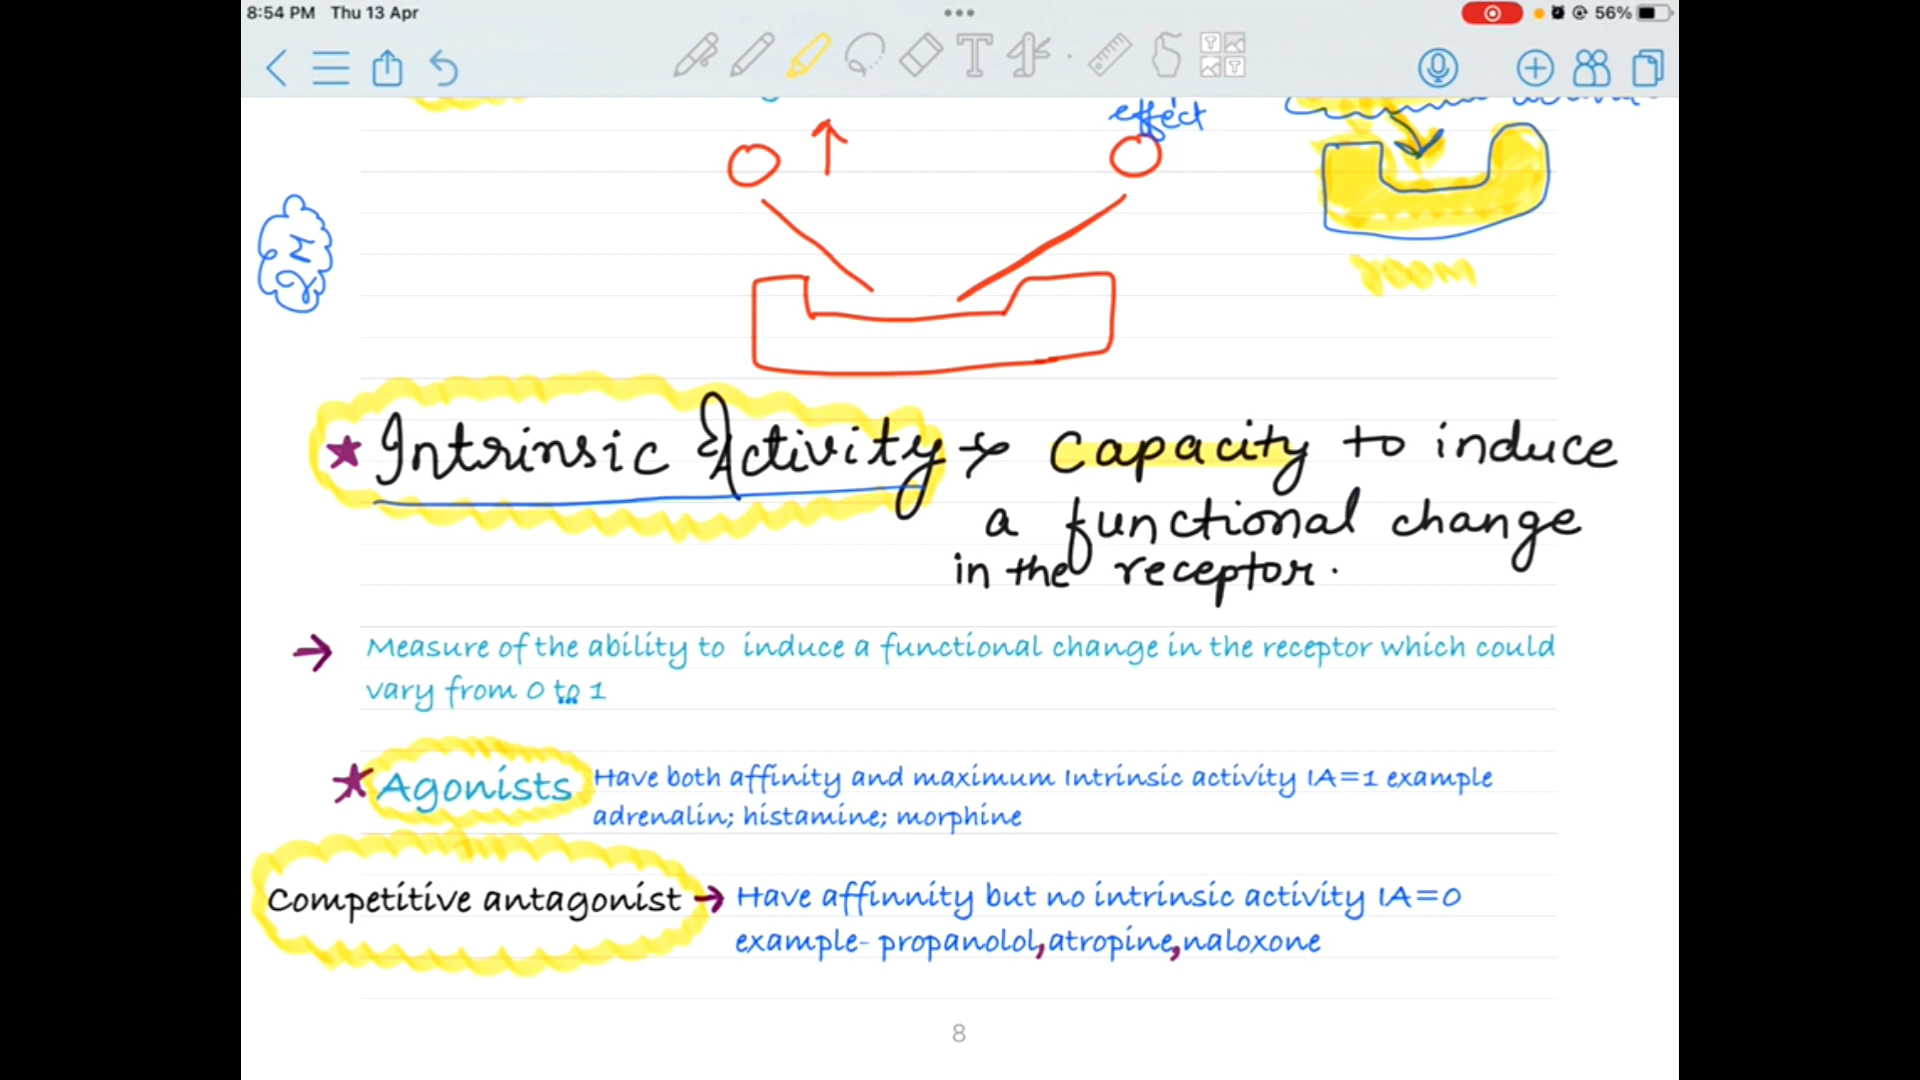 8:54 PM Thu 13 Apr
56%
effect
Intrinsic Activity → Capacity to induce
a functional change
in the receptor.
→ Measure of the ability to induce a functional change in the receptor which could
vary from 0 to 1
Agonists Have both affinity and maximum Intrinsic activity IA=1 example
adrenalin; histamine; morphine
Competitive antagonist → Have affinnity but no intrinsic activity IA=0
example- propanolol,atropine,naloxone
8